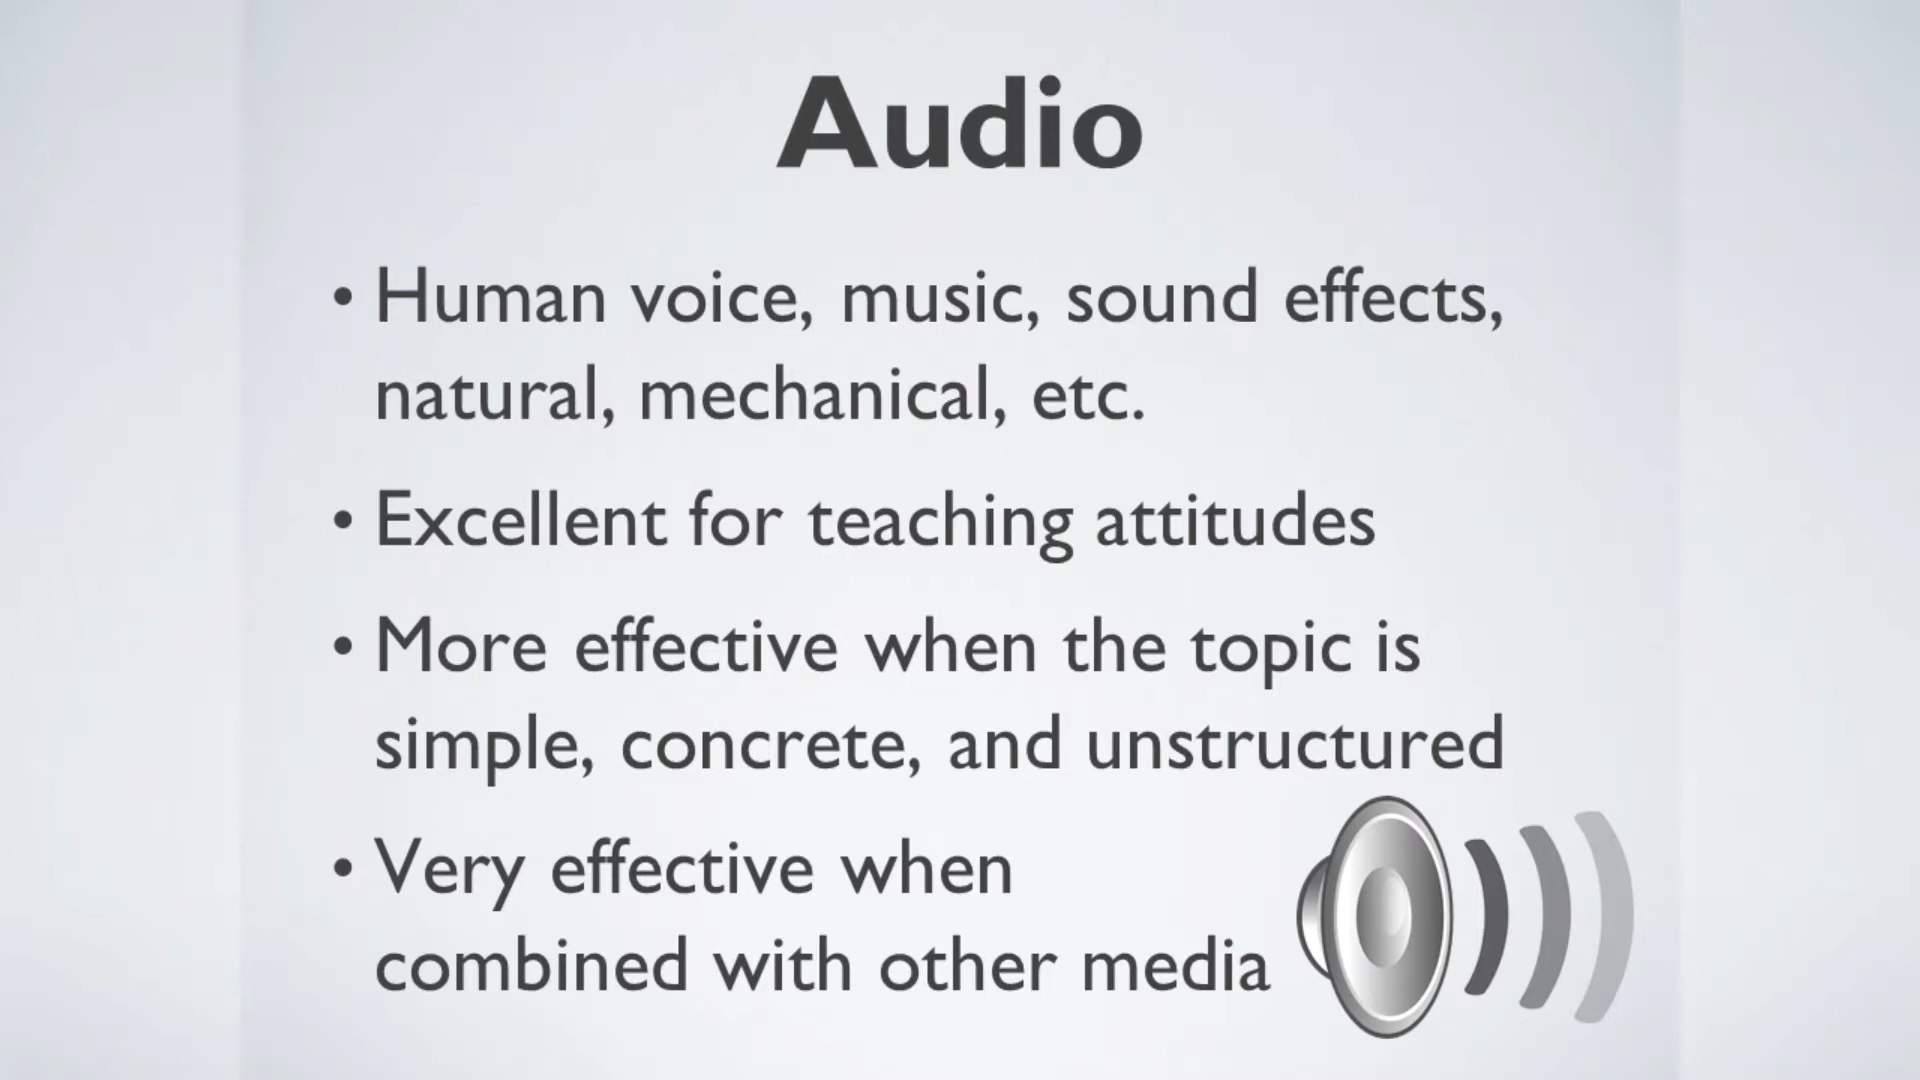 Audio
• Human voice, music, sound effects,
natural, mechanical, etc.
• Excellent for teaching attitudes
• More effective when the topic is
simple, concrete, and unstructured
• Very effective when
combined with other media